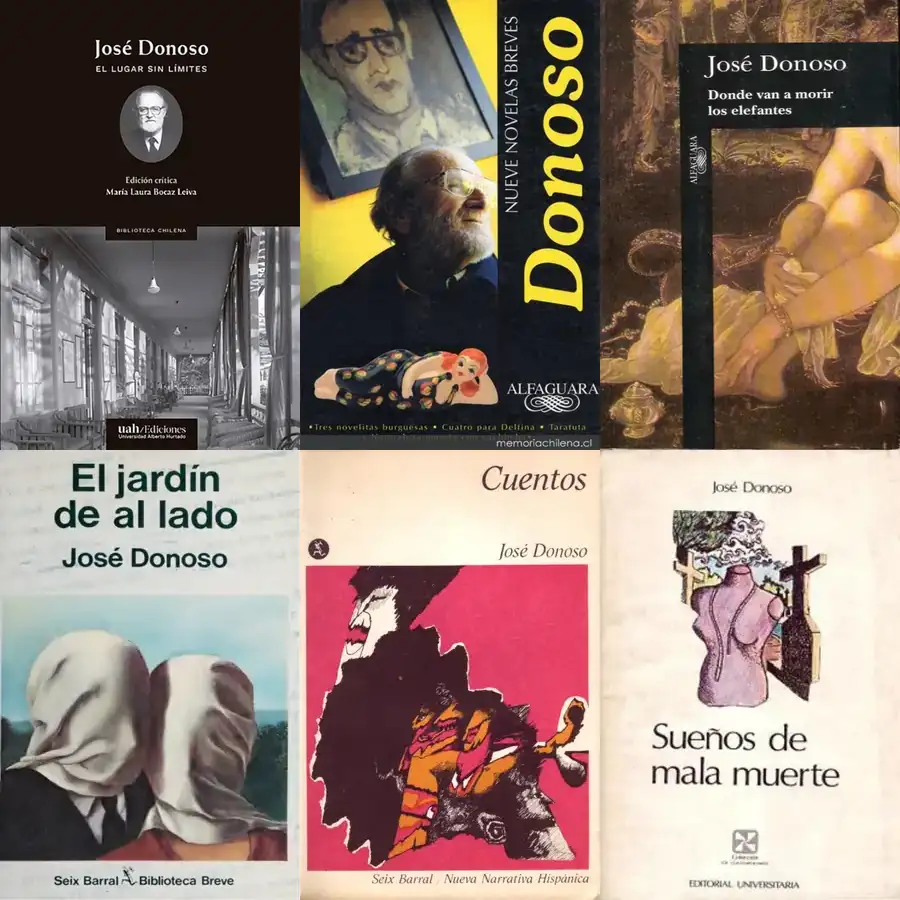 José Donoso
EL LUGAR SIN LÍMITES
Edición crítica
María Laura Bocaz Leiva
BIBLIOTECA CHILENA
uah/Ediciones
Universidad Alberto Hurtado
NUEVE NOVELAS BREVES
Donoso
ALFAGUARA
•Tres novelitas burguesas • Cuatro para Delfina • Taratuta
memoriachilena.cl
José Donoso
Donde van a morir
los elefantes
ALFAGUARA
El jardín
de al lado
José Donoso
Seix Barral Biblioteca Breve
Cuentos
José Donoso
Seix Barral . Nueva Narrativa Hispánica
José Donoso
Sueños de
mala muerte
EDITORIAL UNIVERSITARIA